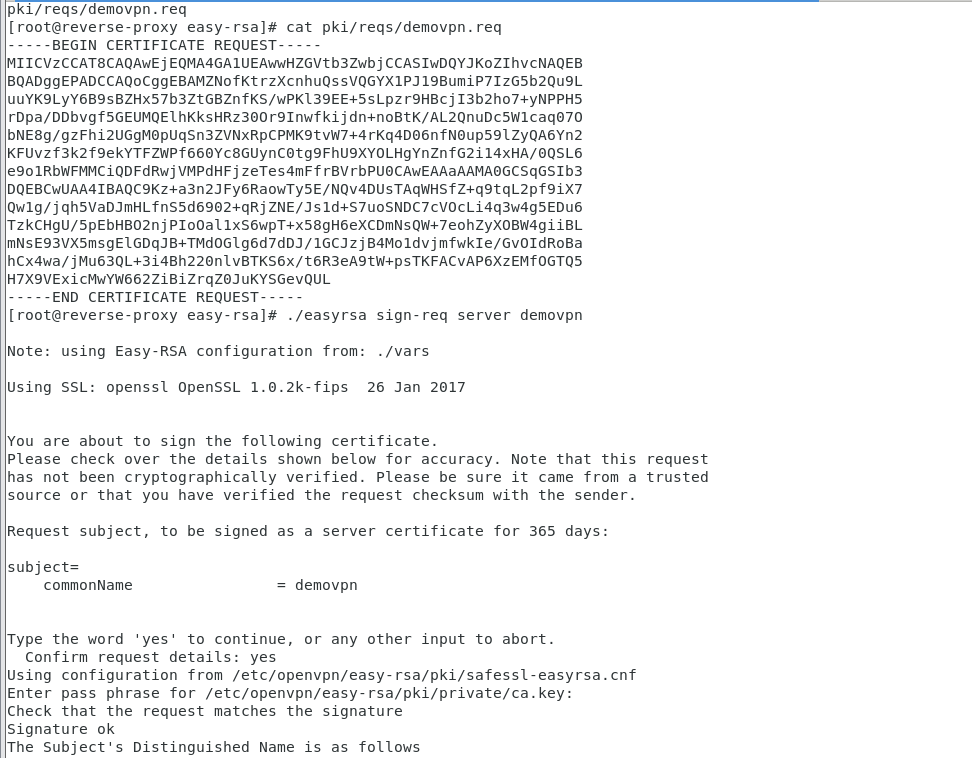 pki/reqs/demovpn.req
[root@reverse-proxy easy-rsa]# cat pki/reqs/demovpn.req
-----BEGIN CERTIFICATE REQUEST-----
MIICVzCCAT8CAQAwEjEQMA4GA1UEAwwHZGVtb3ZwbjCCASIwDQYJKoZIhvcNAQEB
BQADggEPADCCAQoCggEBAMZNofKtrzXcnhuQssVQGYX1PJ19BumiP7IzG5b2Qu9L
uuYK9LyY6B9sBZHx57b3ZtGBZnfKS/wPKl39EE+5sLpzr9HBcjI3b2ho7+yNPPH5
rDpa/DDbvgf5GEUMQElhKksHRz30Or9Inwfkijdn+noBtK/AL2QnuDc5W1caq07O
bNE8g/gzFhi2UGgM0pUqSn3ZVNxRpCPMK9tvW7+4rKq4D06nfN0up59lZyQA6Yn2
KFUvzf3k2f9ekYTFZWPf660Yc8GUynC0tg9FhU9XYOLHgYnZnfG2i14xHA/0QSL6
e9o1RbWFMMCiQDFdRwjVMPdHFjzeTes4mFfrBVrbPU0CAwEAAaAAMA0GCSqGSIb3
DQEBCwUAA4IBAQC9Kz+a3n2JFy6RaowTy5E/NQv4DUsTAqWHSfZ+q9tqL2pf9iX7
Qw1g/jqh5VaDJmHLfnS5d6902+qRjZNE/Js1d+S7uoSNDC7cVOcLi4q3w4g5EDu6
TzkCHgU/5pEbHBO2njPIoOal1xS6wpT+x58gH6eXCDmNsQW+7eohZyXOBW4giiBL
mNsE93VX5msgElGDqJB+TMdOGlg6d7dDJ/1GCJzjB4Mo1dvjmfwkIe/GvOIdRoBa
hCx4wa/jMu63QL+3i4Bh220nlvBTKS6x/t6R3eA9tW+psTKFACvAP6XzEMfOGTQ5
H7X9VExicMwYW662ZiBiZrqZ0JuKYSGevQUL
-----END CERTIFICATE REQUEST-----
[root@reverse-proxy easy-rsa]# ./easyrsa sign-req server demovpn
Note: using Easy-RSA configuration from: ./vars
Using SSL: openssl OpenSSL 1.0.2k-fips  26 Jan 2017
You are about to sign the following certificate.
Please check over the details shown below for accuracy. Note that this request
has not been cryptographically verified. Please be sure it came from a trusted
source or that you have verified the request checksum with the sender.
Request subject, to be signed as a server certificate for 365 days:
subject=
    commonName                = demovpn
Type the word 'yes' to continue, or any other input to abort.
  Confirm request details: yes
Using configuration from /etc/openvpn/easy-rsa/pki/safessl-easyrsa.cnf
Enter pass phrase for /etc/openvpn/easy-rsa/pki/private/ca.key:
Check that the request matches the signature
Signature ok
The Subject's Distinguished Name is as follows